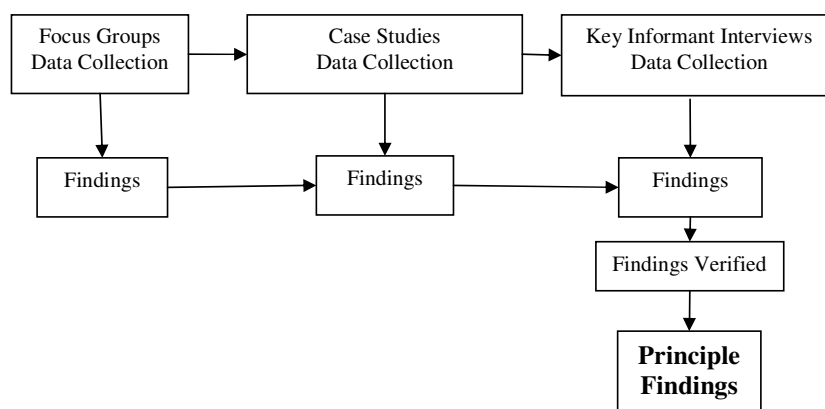 Focus Groups
Data Collection
Case Studies
Data Collection
Key Informant Interviews
Data Collection
Findings
Findings
Findings
Findings Verified
Principle
Findings